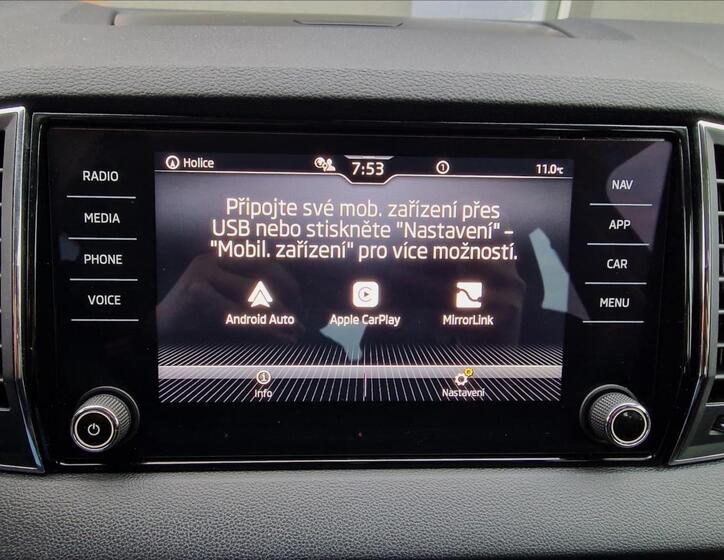 Holice
7:53
11.0°C
RADIO
MEDIA
PHONE
VOICE
Připojte své mob. zařízení přes
USB nebo stiskněte "Nastavení" –
"Mobil. zařízení" pro více možností.
Android Auto
Apple CarPlay
MirrorLink
Info
Nastavení
NAV
APP
CAR
MENU